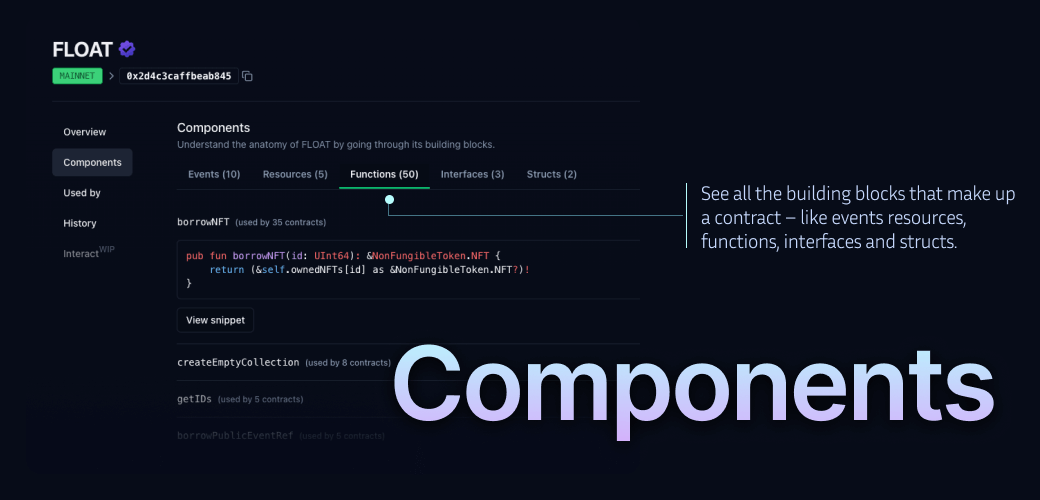 FLOAT
MAINNET > 0x2d4c3caffbeab845
Overview
Components
Used by
History
Interact WIP
Components
Understand the anatomy of FLOAT by going through its building blocks.
Events (10) Resources (5) Functions (50) Interfaces (3) Structs (2)
borrowNFT (used by 35 contracts)
pub fun borrowNFT(id: UInt64): &NonFungibleToken.NFT {
    return (&self.ownedNFTs[id] as &NonFungibleToken.NFT?)!
}
View snippet
createEmptyCollection (used by 8 contracts)
getIDs (used by 5 contracts)
borrowPublicEventRef (used by 5 contracts)
See all the building blocks that make up
a contract – like events resources,
functions, interfaces and structs.
Components